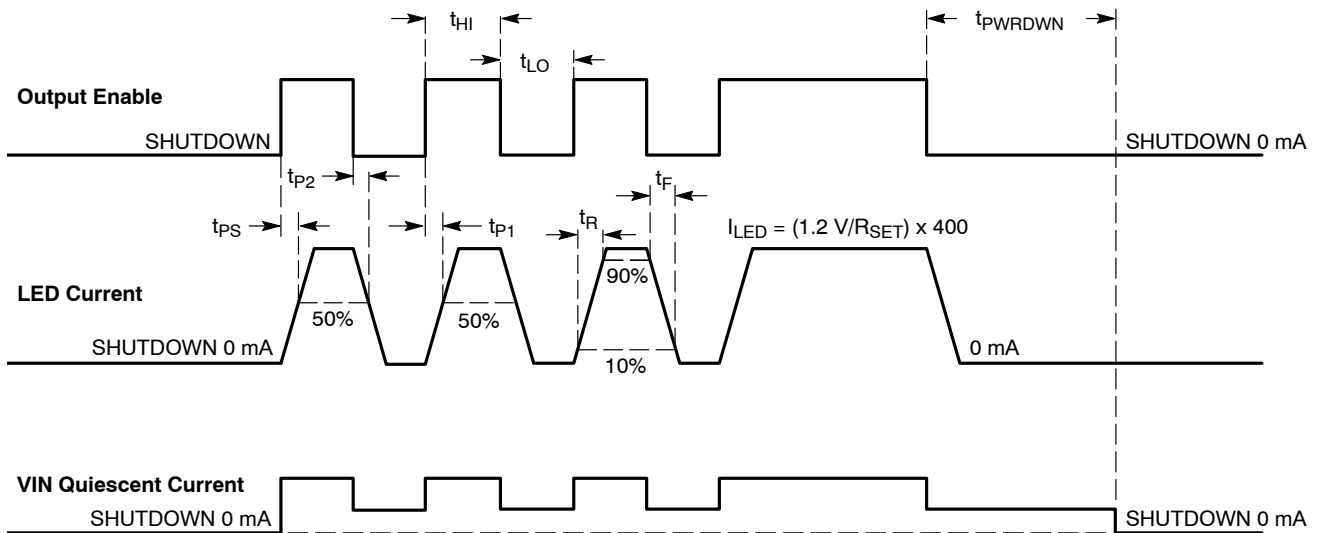 tHI
tPWRDWN
tLO
Output Enable
SHUTDOWN
SHUTDOWN 0 mA
tP2
tF
tPS
tP1
tR
ILED = (1.2 V/RSET) x 400
90%
LED Current
50%
50%
SHUTDOWN 0 mA
0 mA
10%
VIN Quiescent Current
SHUTDOWN 0 mA
SHUTDOWN 0 mA